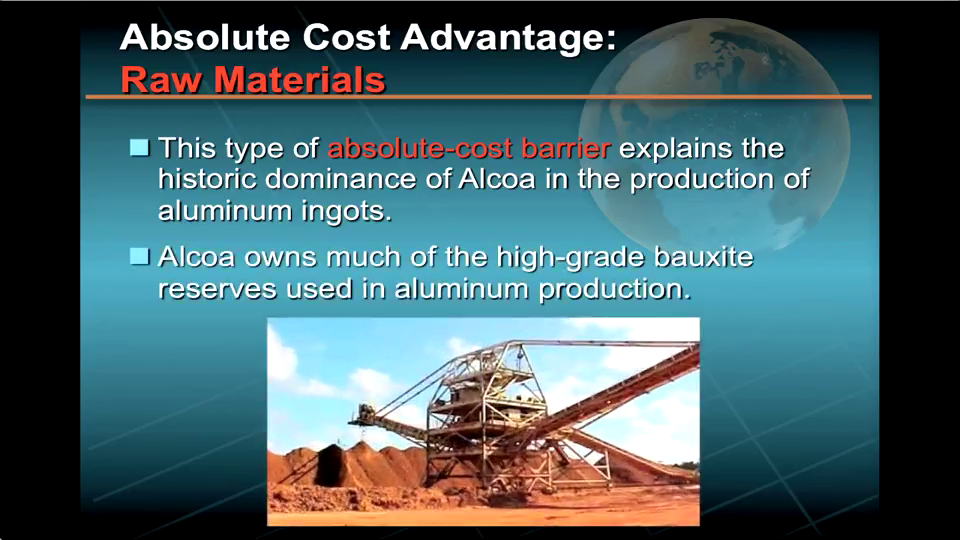 Absolute Cost Advantage:
Raw Materials
This type of absolute-cost barrier explains the
historic dominance of Alcoa in the production of
aluminum ingots.
Alcoa owns much of the high-grade bauxite
reserves used in aluminum production.